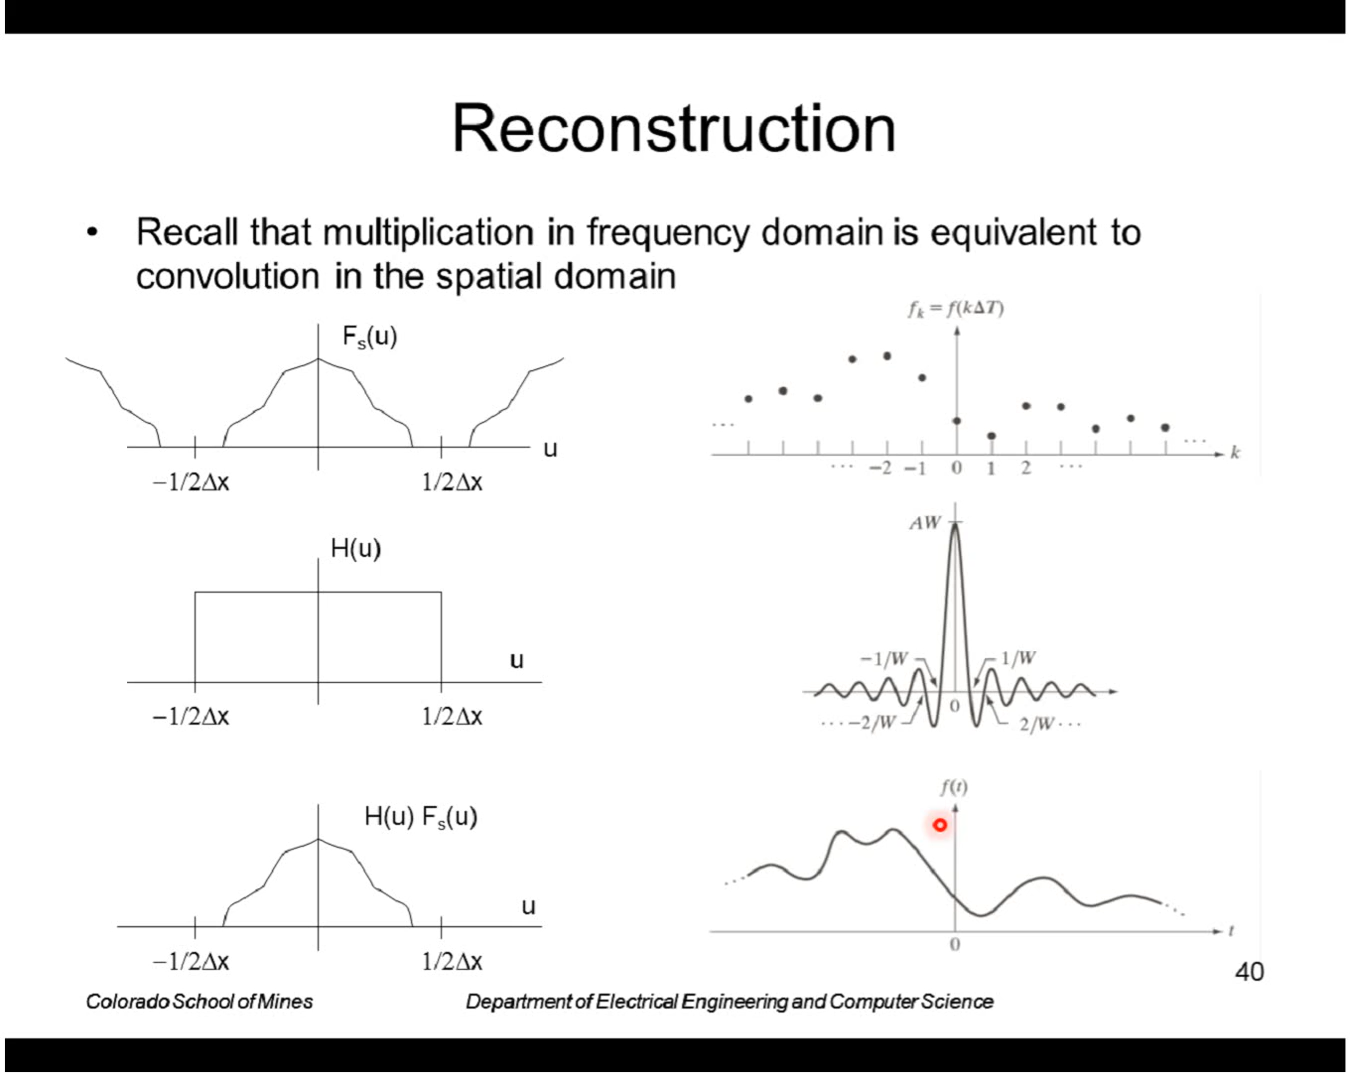 Reconstruction
• Recall that multiplication in frequency domain is equivalent to
convolution in the spatial domain
Fs(u)
u
−1/2Δx
1/2Δx
fk = f(kΔT)
...
...
k
... −2 −1 0 1 2 ...
H(u)
u
−1/2Δx
1/2Δx
AW
−1/W
1/W
0
...−2/W
2/W...
H(u) Fs(u)
u
−1/2Δx
1/2Δx
f(t)
t
0
40
Colorado School of Mines
Department of Electrical Engineering and Computer Science